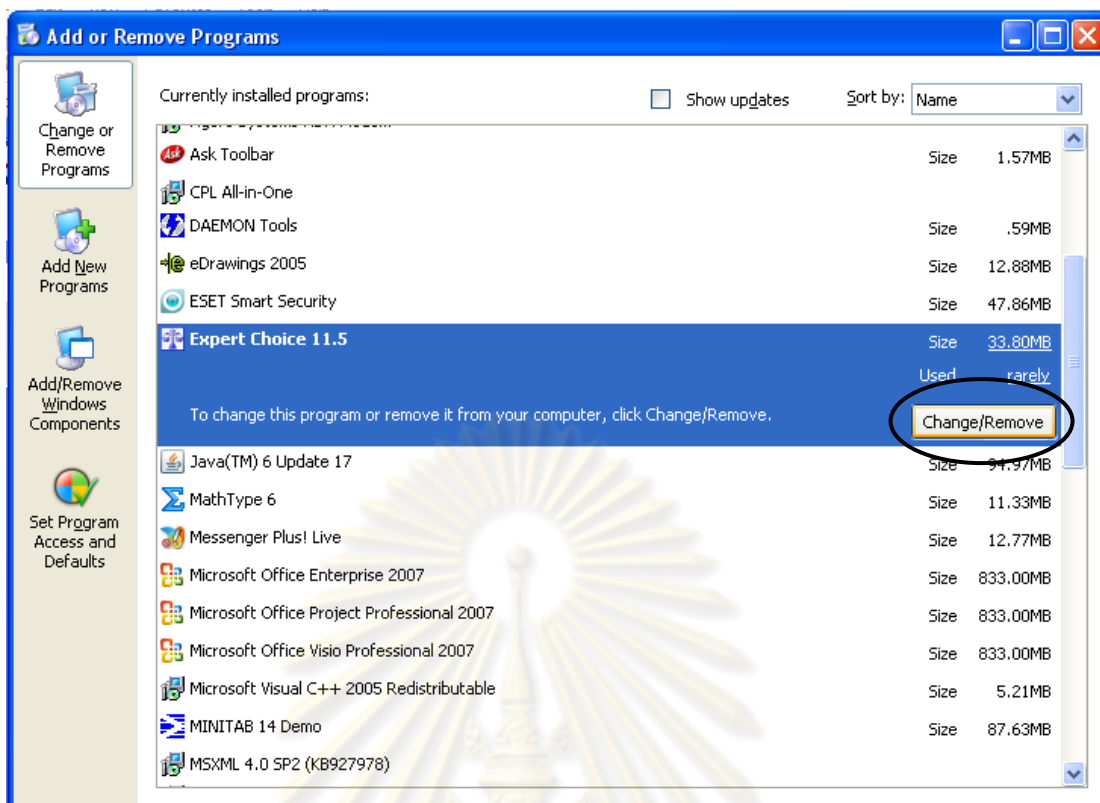 Add or Remove Programs
Change or
Remove
Programs
Add New
Programs
Add/Remove
Windows
Components
Set Program
Access and
Defaults
Currently installed programs:
Show updates
Sort by: Name
Ask Toolbar Size 1.57MB
CPL All-in-One
DAEMON Tools Size .59MB
eDrawings 2005 Size 12.88MB
ESET Smart Security Size 47.86MB
Expert Choice 11.5 Size 33.80MB
Used rarely
To change this program or remove it from your computer, click Change/Remove. Change/Remove
Java(TM) 6 Update 17 Size 94.97MB
MathType 6 Size 11.33MB
Messenger Plus! Live Size 12.77MB
Microsoft Office Enterprise 2007 Size 833.00MB
Microsoft Office Project Professional 2007 Size 833.00MB
Microsoft Office Visio Professional 2007 Size 833.00MB
Microsoft Visual C++ 2005 Redistributable Size 5.21MB
MINITAB 14 Demo Size 87.63MB
MSXML 4.0 SP2 (KB927978)